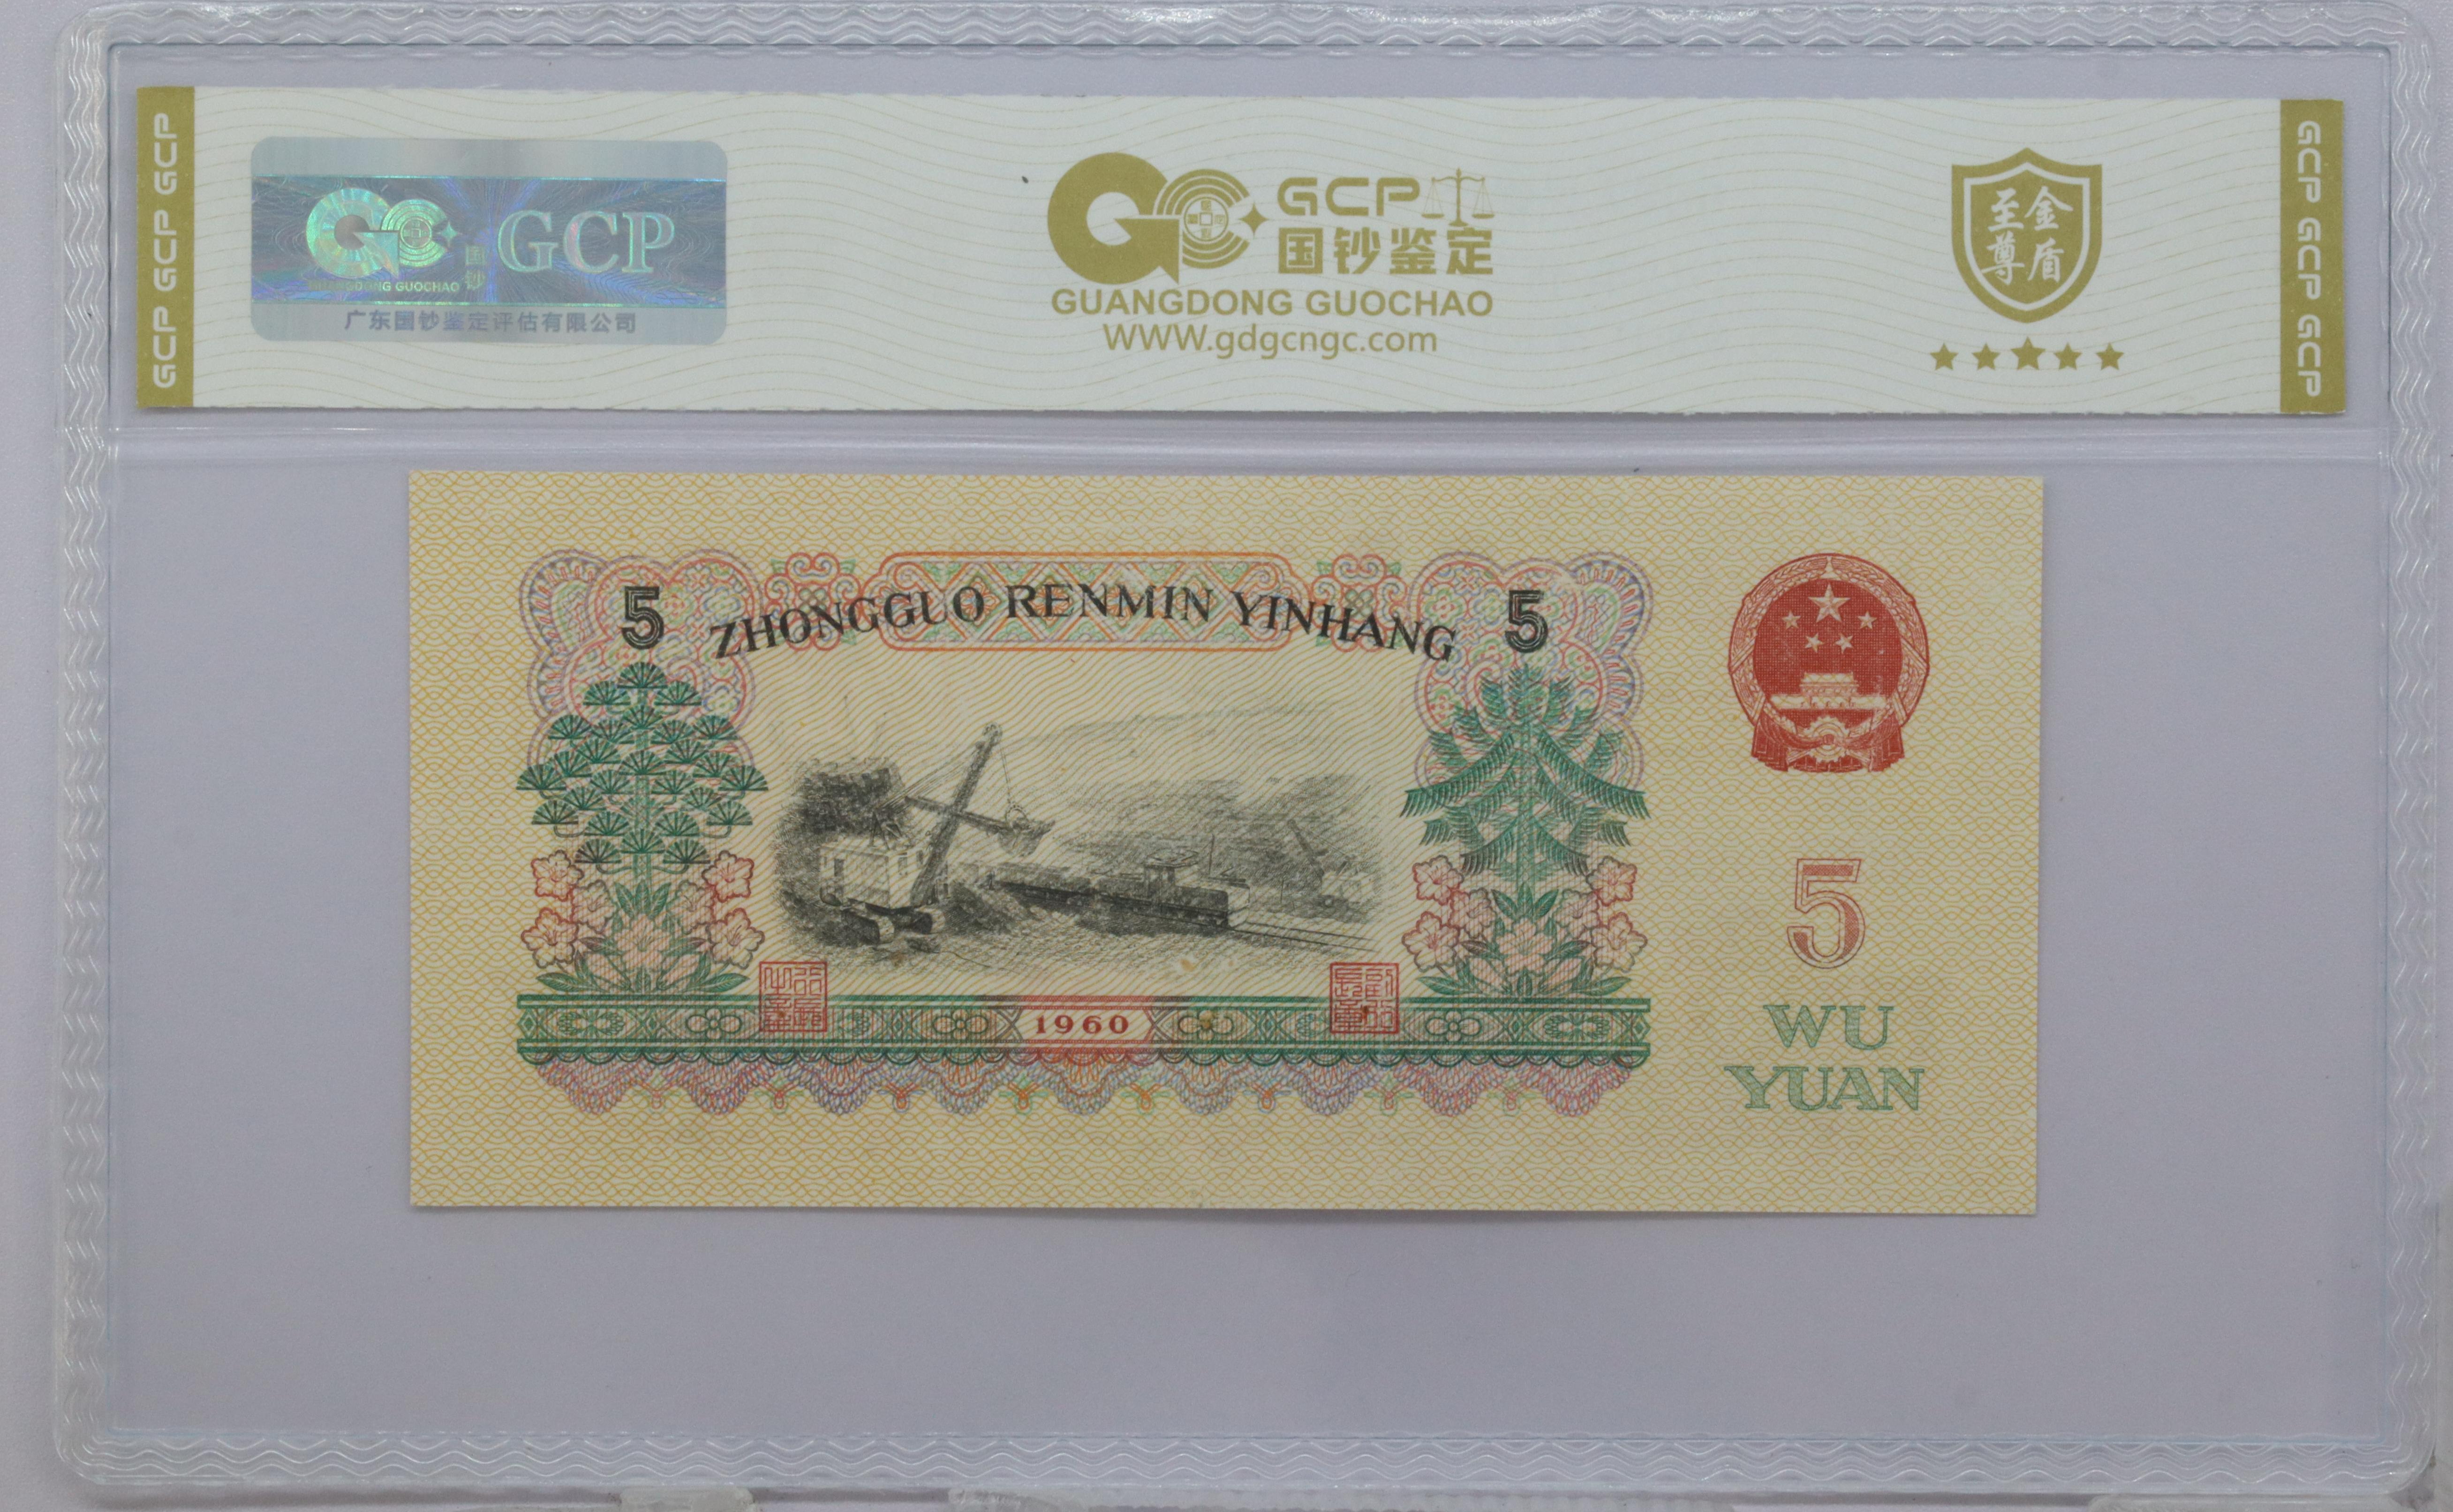 GCP GCP GCP
国钞
GCP
GUANGDONG GUOCHAO
广东国钞鉴定评估有限公司
GCP
国钞鉴定
GUANGDONG GUOCHAO
WWW.gdgcngc.com
至尊
金盾
GCP GCP GCP
5
ZHONGGUO RENMIN YINHANG
5
5
WU
YUAN
1960